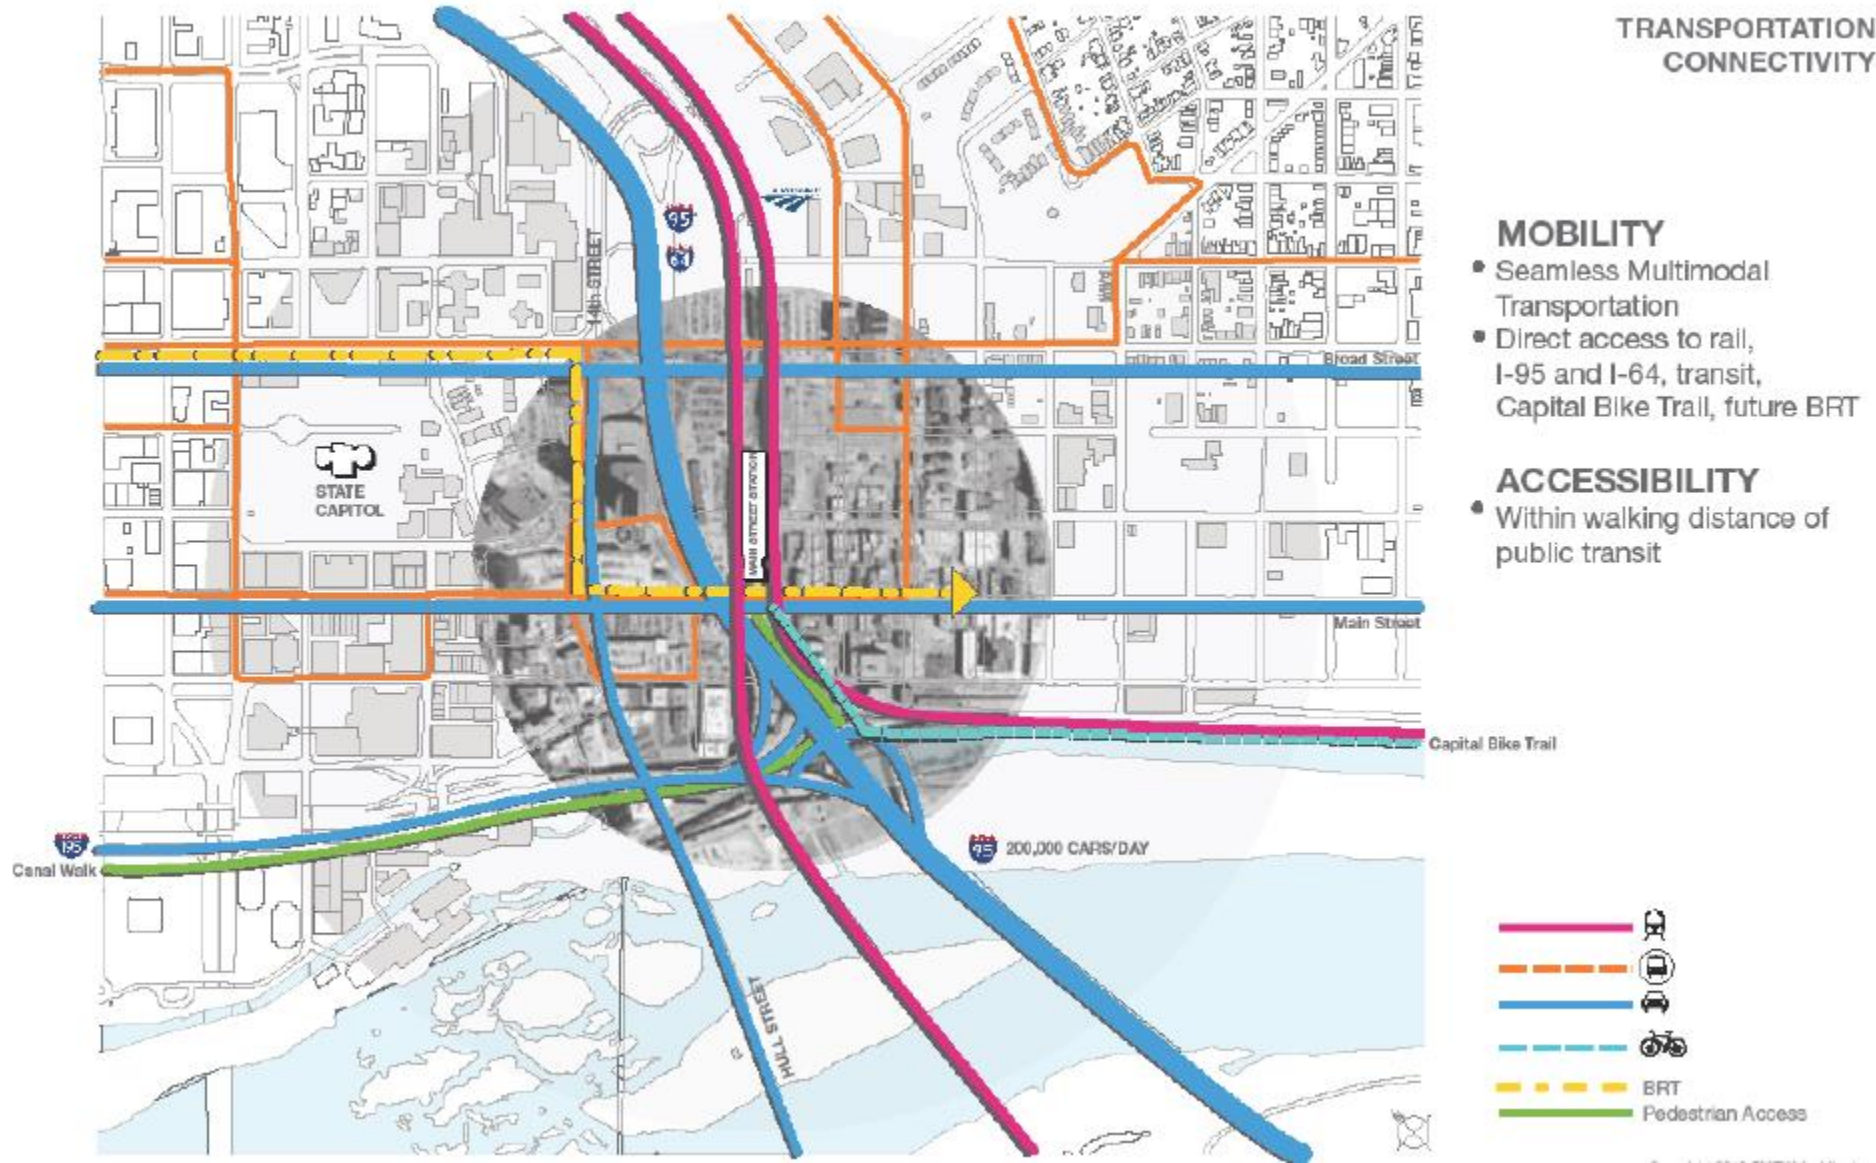 TRANSPORTATION
CONNECTIVITY
MOBILITY
• Seamless Multimodal
Transportation
• Direct access to rail,
I-95 and I-64, transit,
Capital Bike Trail, future BRT
ACCESSIBILITY
• Within walking distance of
public transit
95
64
14th STREET
Broad Street
STATE
CAPITOL
MAIN STREET STATION
Main Street
Capital Bike Trail
195
Canal Walk
95 200,000 CARS/DAY
HULL STREET
BRT
Pedestrian Access